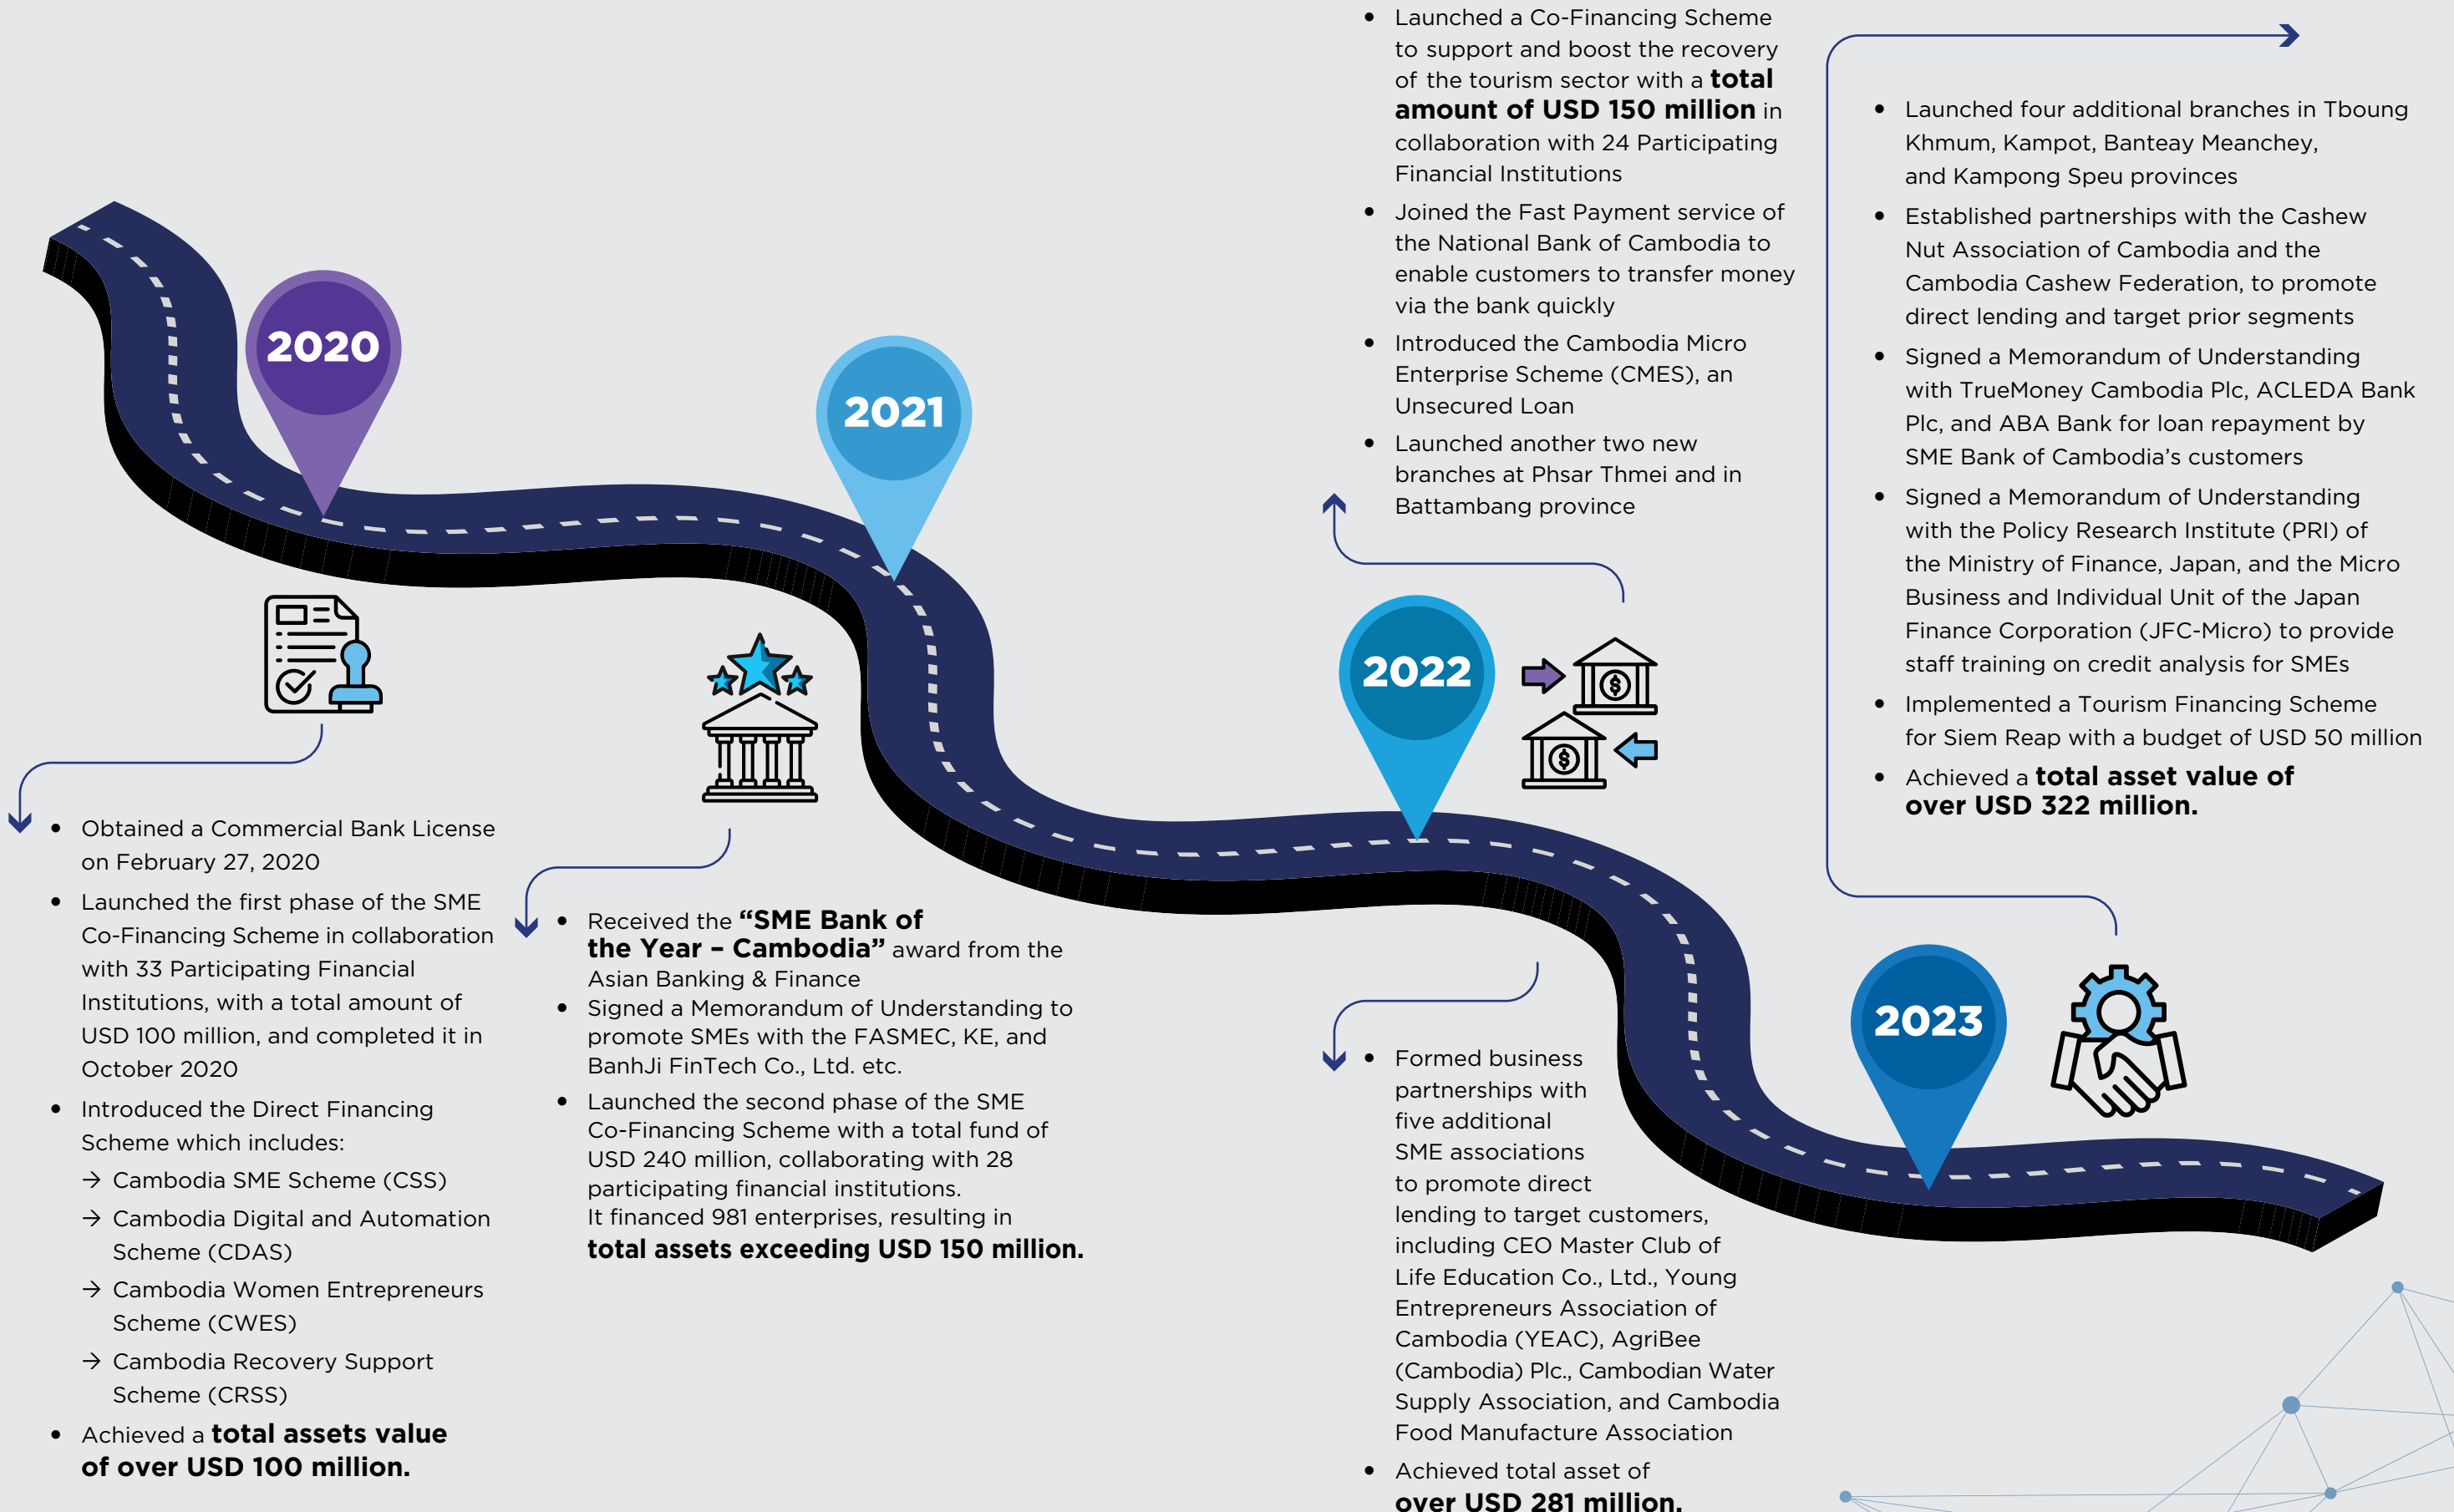 2020
• Obtained a Commercial Bank License
on February 27, 2020
• Launched the first phase of the SME
Co-Financing Scheme in collaboration
with 33 Participating Financial
Institutions, with a total amount of
USD 100 million, and completed it in
October 2020
• Introduced the Direct Financing
Scheme which includes:
→ Cambodia SME Scheme (CSS)
→ Cambodia Digital and Automation
Scheme (CDAS)
→ Cambodia Women Entrepreneurs
Scheme (CWES)
→ Cambodia Recovery Support
Scheme (CRSS)
• Achieved a total assets value
of over USD 100 million.
2021
• Received the “SME Bank of
the Year – Cambodia” award from the
Asian Banking & Finance
• Signed a Memorandum of Understanding to
promote SMEs with the FASMEC, KE, and
BanhJi FinTech Co., Ltd. etc.
• Launched the second phase of the SME
Co-Financing Scheme with a total fund of
USD 240 million, collaborating with 28
participating financial institutions.
It financed 981 enterprises, resulting in
total assets exceeding USD 150 million.
2022
• Launched a Co-Financing Scheme
to support and boost the recovery
of the tourism sector with a total
amount of USD 150 million in
collaboration with 24 Participating
Financial Institutions
• Joined the Fast Payment service of
the National Bank of Cambodia to
enable customers to transfer money
via the bank quickly
• Introduced the Cambodia Micro
Enterprise Scheme (CMES), an
Unsecured Loan
• Launched another two new
branches at Phsar Thmei and in
Battambang province
• Formed business
partnerships with
five additional
SME associations
to promote direct
lending to target customers,
including CEO Master Club of
Life Education Co., Ltd., Young
Entrepreneurs Association of
Cambodia (YEAC), AgriBee
(Cambodia) Plc., Cambodian Water
Supply Association, and Cambodia
Food Manufacture Association
• Achieved total asset of
over USD 281 million.
2023
• Launched four additional branches in Tboung
Khmum, Kampot, Banteay Meanchey,
and Kampong Speu provinces
• Established partnerships with the Cashew
Nut Association of Cambodia and the
Cambodia Cashew Federation, to promote
direct lending and target prior segments
• Signed a Memorandum of Understanding
with TrueMoney Cambodia Plc, ACLEDA Bank
Plc, and ABA Bank for loan repayment by
SME Bank of Cambodia’s customers
• Signed a Memorandum of Understanding
with the Policy Research Institute (PRI) of
the Ministry of Finance, Japan, and the Micro
Business and Individual Unit of the Japan
Finance Corporation (JFC-Micro) to provide
staff training on credit analysis for SMEs
• Implemented a Tourism Financing Scheme
for Siem Reap with a budget of USD 50 million
• Achieved a total asset value of
over USD 322 million.
$
$